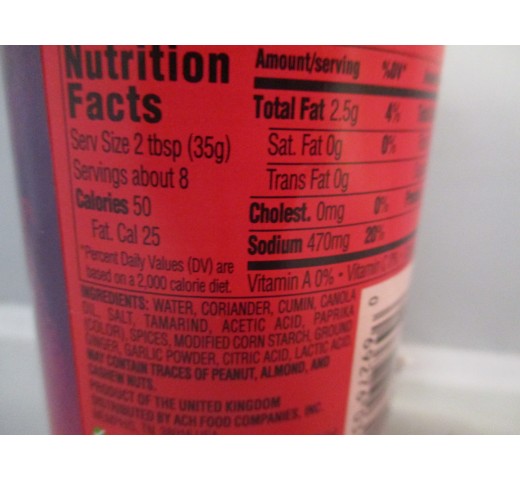 Nutrition
Facts
Serv Size 2 tbsp (35g)
Servings about 8
Calories 50
Fat. Cal 25
*Percent Daily Values (DV) are
based on a 2,000 calorie diet.
Amount/serving %DV*
Total Fat 2.5g 4%
Sat. Fat 0g 0%
Trans Fat 0g
Cholest. 0mg 0%
Sodium 470mg 20%
Vitamin A 0% • Vitamin C
INGREDIENTS: WATER, CORIANDER, CUMIN, CANOLA
OIL, SALT, TAMARIND, ACETIC ACID, PAPRIKA
(COLOR), SPICES, MODIFIED CORN STARCH, GROUND
GINGER, GARLIC POWDER, CITRIC ACID, LACTIC ACID.
MAY CONTAIN TRACES OF PEANUT, ALMOND, AND
CASHEW NUTS.
PRODUCT OF THE UNITED KINGDOM
DISTRIBUTED BY ACH FOOD COMPANIES, INC.
MEMPHIS, TN